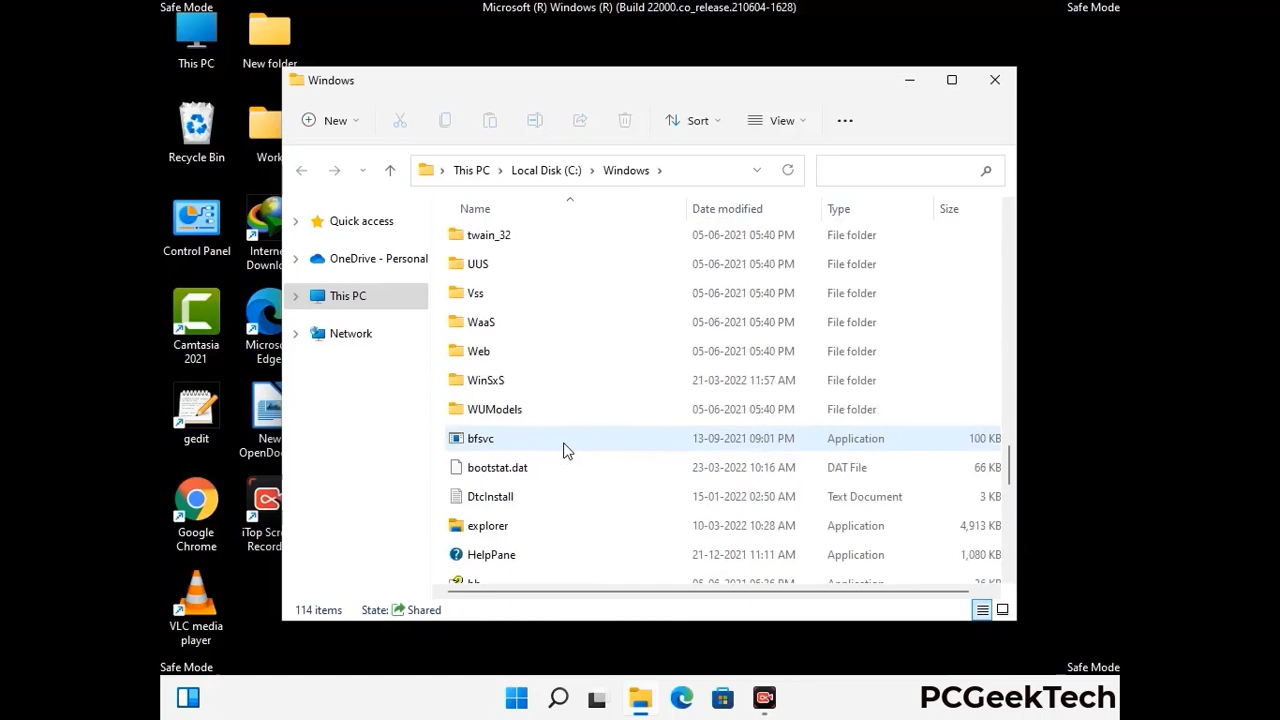 Safe Mode
Microsoft (R) Windows (R) (Build 22000.co_release.210604-1628)
Safe Mode
This PC
New folder
Recycle Bin
Work
Control Panel
Intern
Downlo
Camtasia
2021
Micros
Edge
gedit
New
OpenDo
Google
Chrome
iTop Scr
Record
VLC media
player
Windows
New
Sort
View
This PC
Local Disk (C:)
Windows
Name
Date modified
Type
Size
Quick access
OneDrive - Personal
This PC
Network
twain_32 05-06-2021 05:40 PM File folder
UUS 05-06-2021 05:40 PM File folder
Vss 05-06-2021 05:40 PM File folder
WaaS 05-06-2021 05:40 PM File folder
Web 05-06-2021 05:40 PM File folder
WinSxS 21-03-2022 11:57 AM File folder
WUModels 05-06-2021 05:40 PM File folder
bfsvc 13-09-2021 09:01 PM Application 100 KB
bootstat.dat 23-03-2022 10:16 AM DAT File 66 KB
DtcInstall 15-01-2022 02:50 AM Text Document 3 KB
explorer 10-03-2022 10:28 AM Application 4,913 KB
HelpPane 21-12-2021 11:11 AM Application 1,080 KB
114 items
State: Shared
Safe Mode
Safe Mode
PCGeekTech